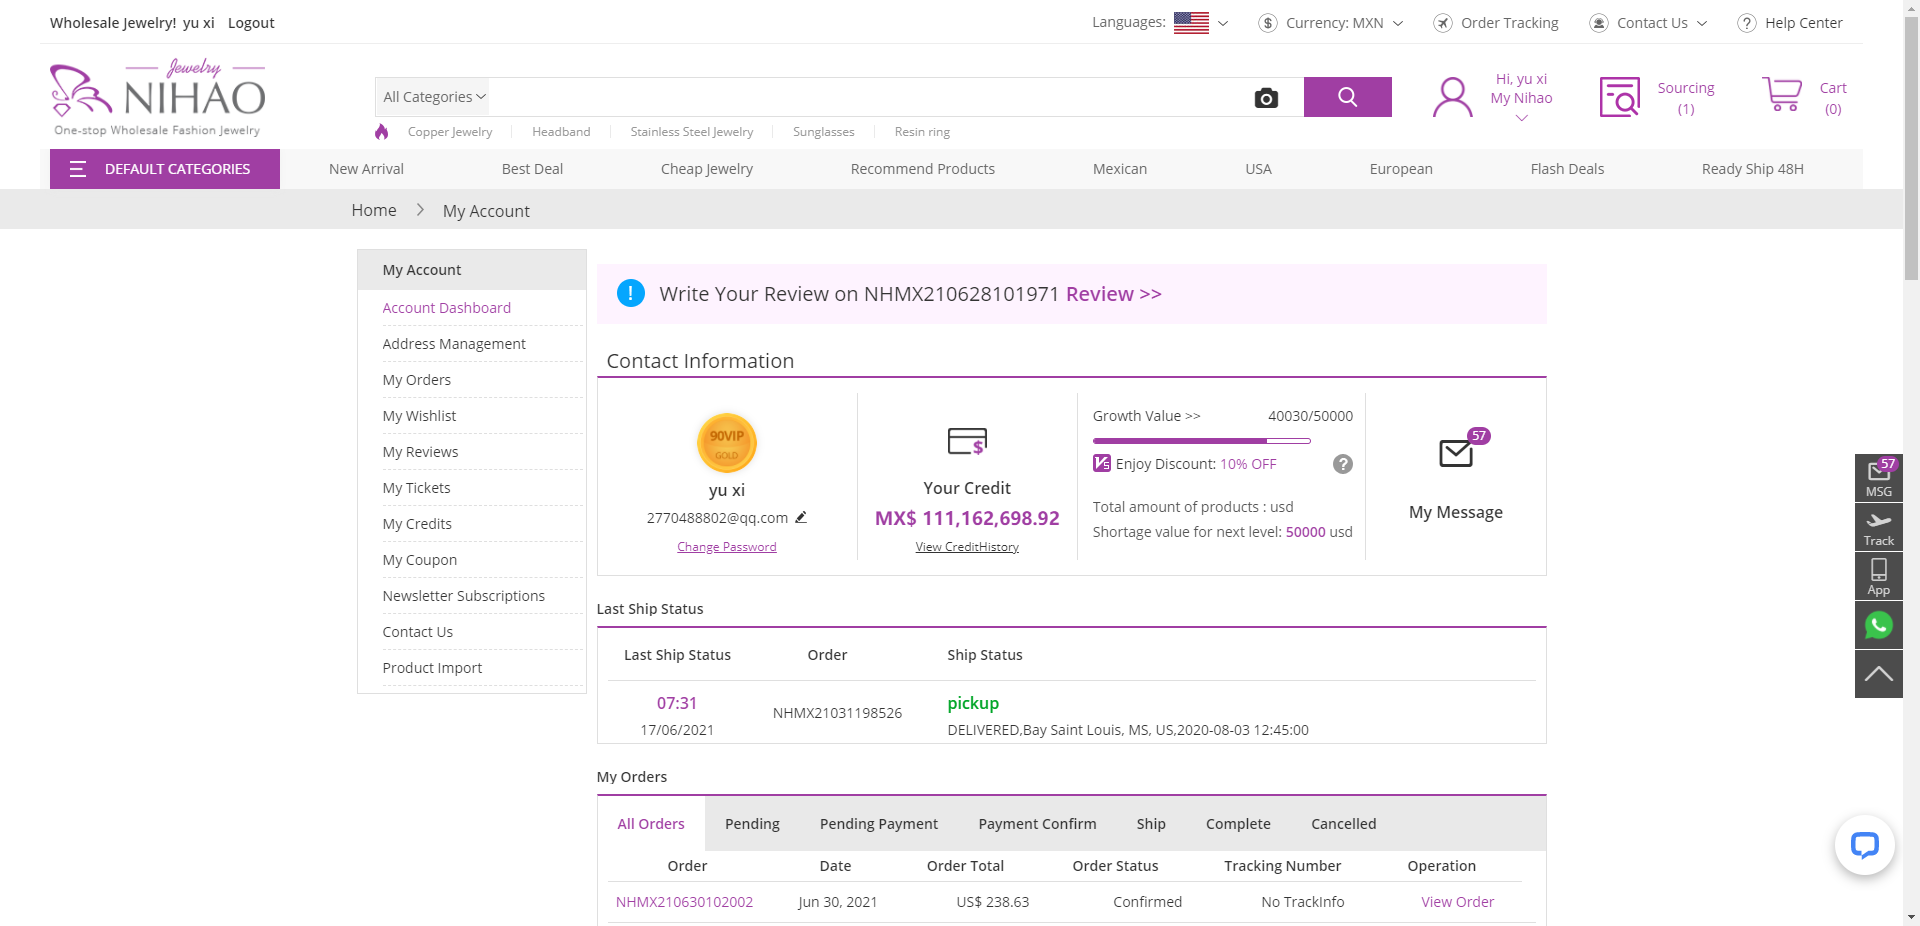 Wholesale Jewelry! yu xi Logout
Languages:
Currency: MXN
Order Tracking
Contact Us
Help Center
Jewelry
NIHAO
One-stop Wholesale Fashion Jewelry
All Categories
Hi, yu xi
My Nihao
Sourcing
(1)
Cart
(0)
Copper Jewelry
Headband
Stainless Steel Jewelry
Sunglasses
Resin ring
DEFAULT CATEGORIES
New Arrival
Best Deal
Cheap Jewelry
Recommend Products
Mexican
USA
European
Flash Deals
Ready Ship 48H
Home
My Account
My Account
Account Dashboard
Address Management
My Orders
My Wishlist
My Reviews
My Tickets
My Credits
My Coupon
Newsletter Subscriptions
Contact Us
Product Import
! Write Your Review on NHMX210628101971 Review >>
Contact Information
90VIP
GOLD
yu xi
2770488802@qq.com
Change Password
$
Your Credit
MX$ 111,162,698.92
View CreditHistory
Growth Value >> 40030/50000
Enjoy Discount: 10% OFF ?
Total amount of products : usd
Shortage value for next level: 50000 usd
57
My Message
57
MSG
Track
App
Last Ship Status
Last Ship Status Order Ship Status
07:31
17/06/2021
NHMX21031198526
pickup
DELIVERED,Bay Saint Louis, MS, US,2020-08-03 12:45:00
My Orders
All Orders Pending Pending Payment Payment Confirm Ship Complete Cancelled
Order Date Order Total Order Status Tracking Number Operation
NHMX210630102002 Jun 30, 2021 US$ 238.63 Confirmed No TrackInfo View Order